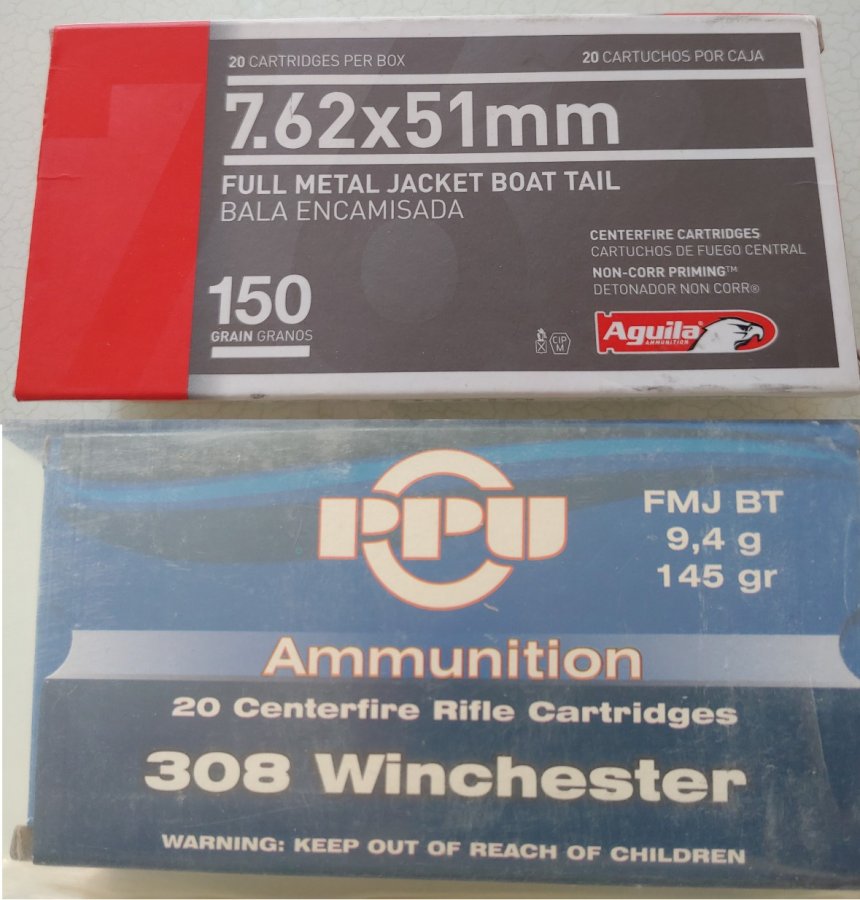 20 CARTRIDGES PER BOX
20 CARTUCHOS POR CAJA
7.62x51mm
FULL METAL JACKET BOAT TAIL
BALA ENCAMISADA
CENTERFIRE CARTRIDGES
CARTUCHOS DE FUEGO CENTRAL
NON-CORR PRIMING™
DETONADOR NON CORR®
150
GRAIN GRANOS
CIP
M
Aguila®
AMMUNITION
PPU
FMJ BT
9,4 g
145 gr
Ammunition
20 Centerfire Rifle Cartridges
308 Winchester
WARNING: KEEP OUT OF REACH OF CHILDREN